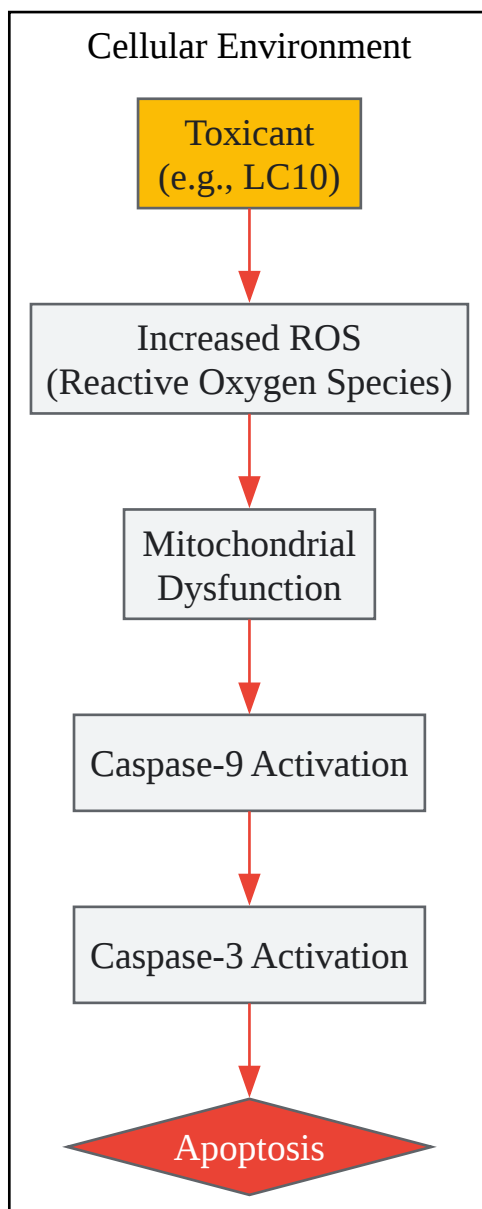 Cellular Environment
Toxicant
(e.g., LC10)
Increased ROS
(Reactive Oxygen Species)
Mitochondrial
Dysfunction
Caspase-9 Activation
Caspase-3 Activation
Apoptosis